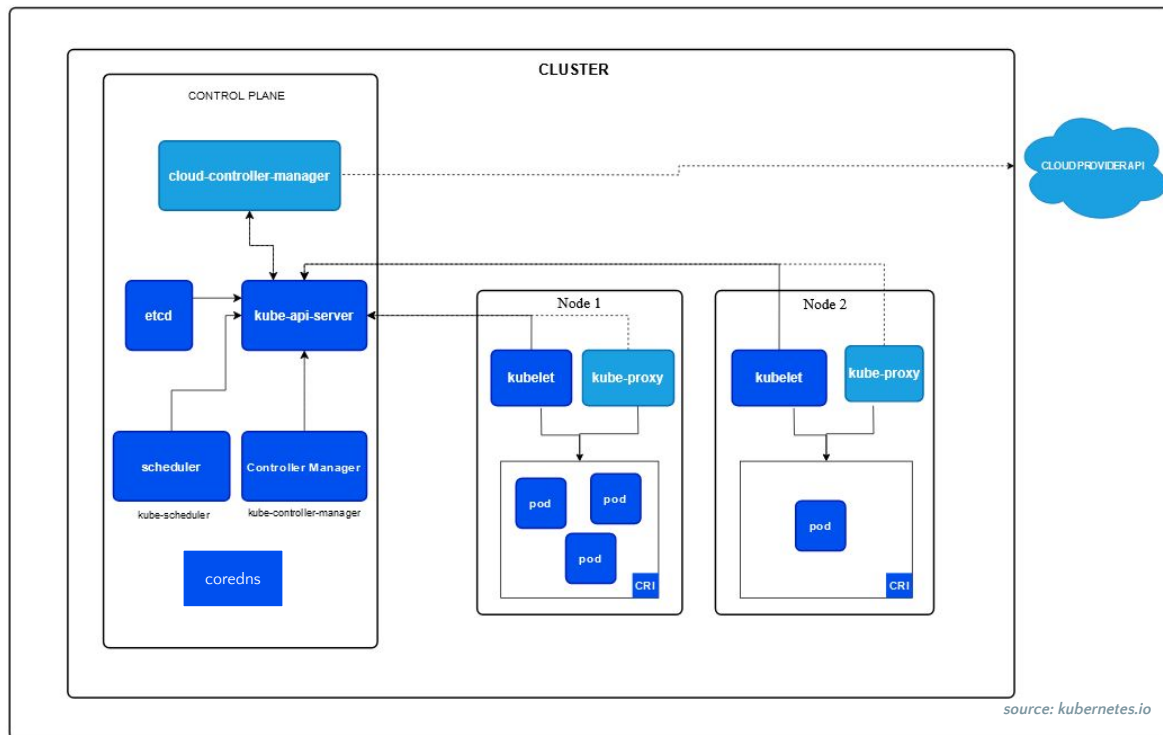 CLUSTER
CONTROL PLANE
cloud-controller-manager
CLOUD PROVIDER API
etcd
kube-api-server
Node 1
Node 2
kubelet
kube-proxy
kubelet
kube-proxy
scheduler
Controller Manager
kube-scheduler
kube-controller-manager
coredns
pod
pod
pod
CRI
pod
CRI
source: kubernetes.io